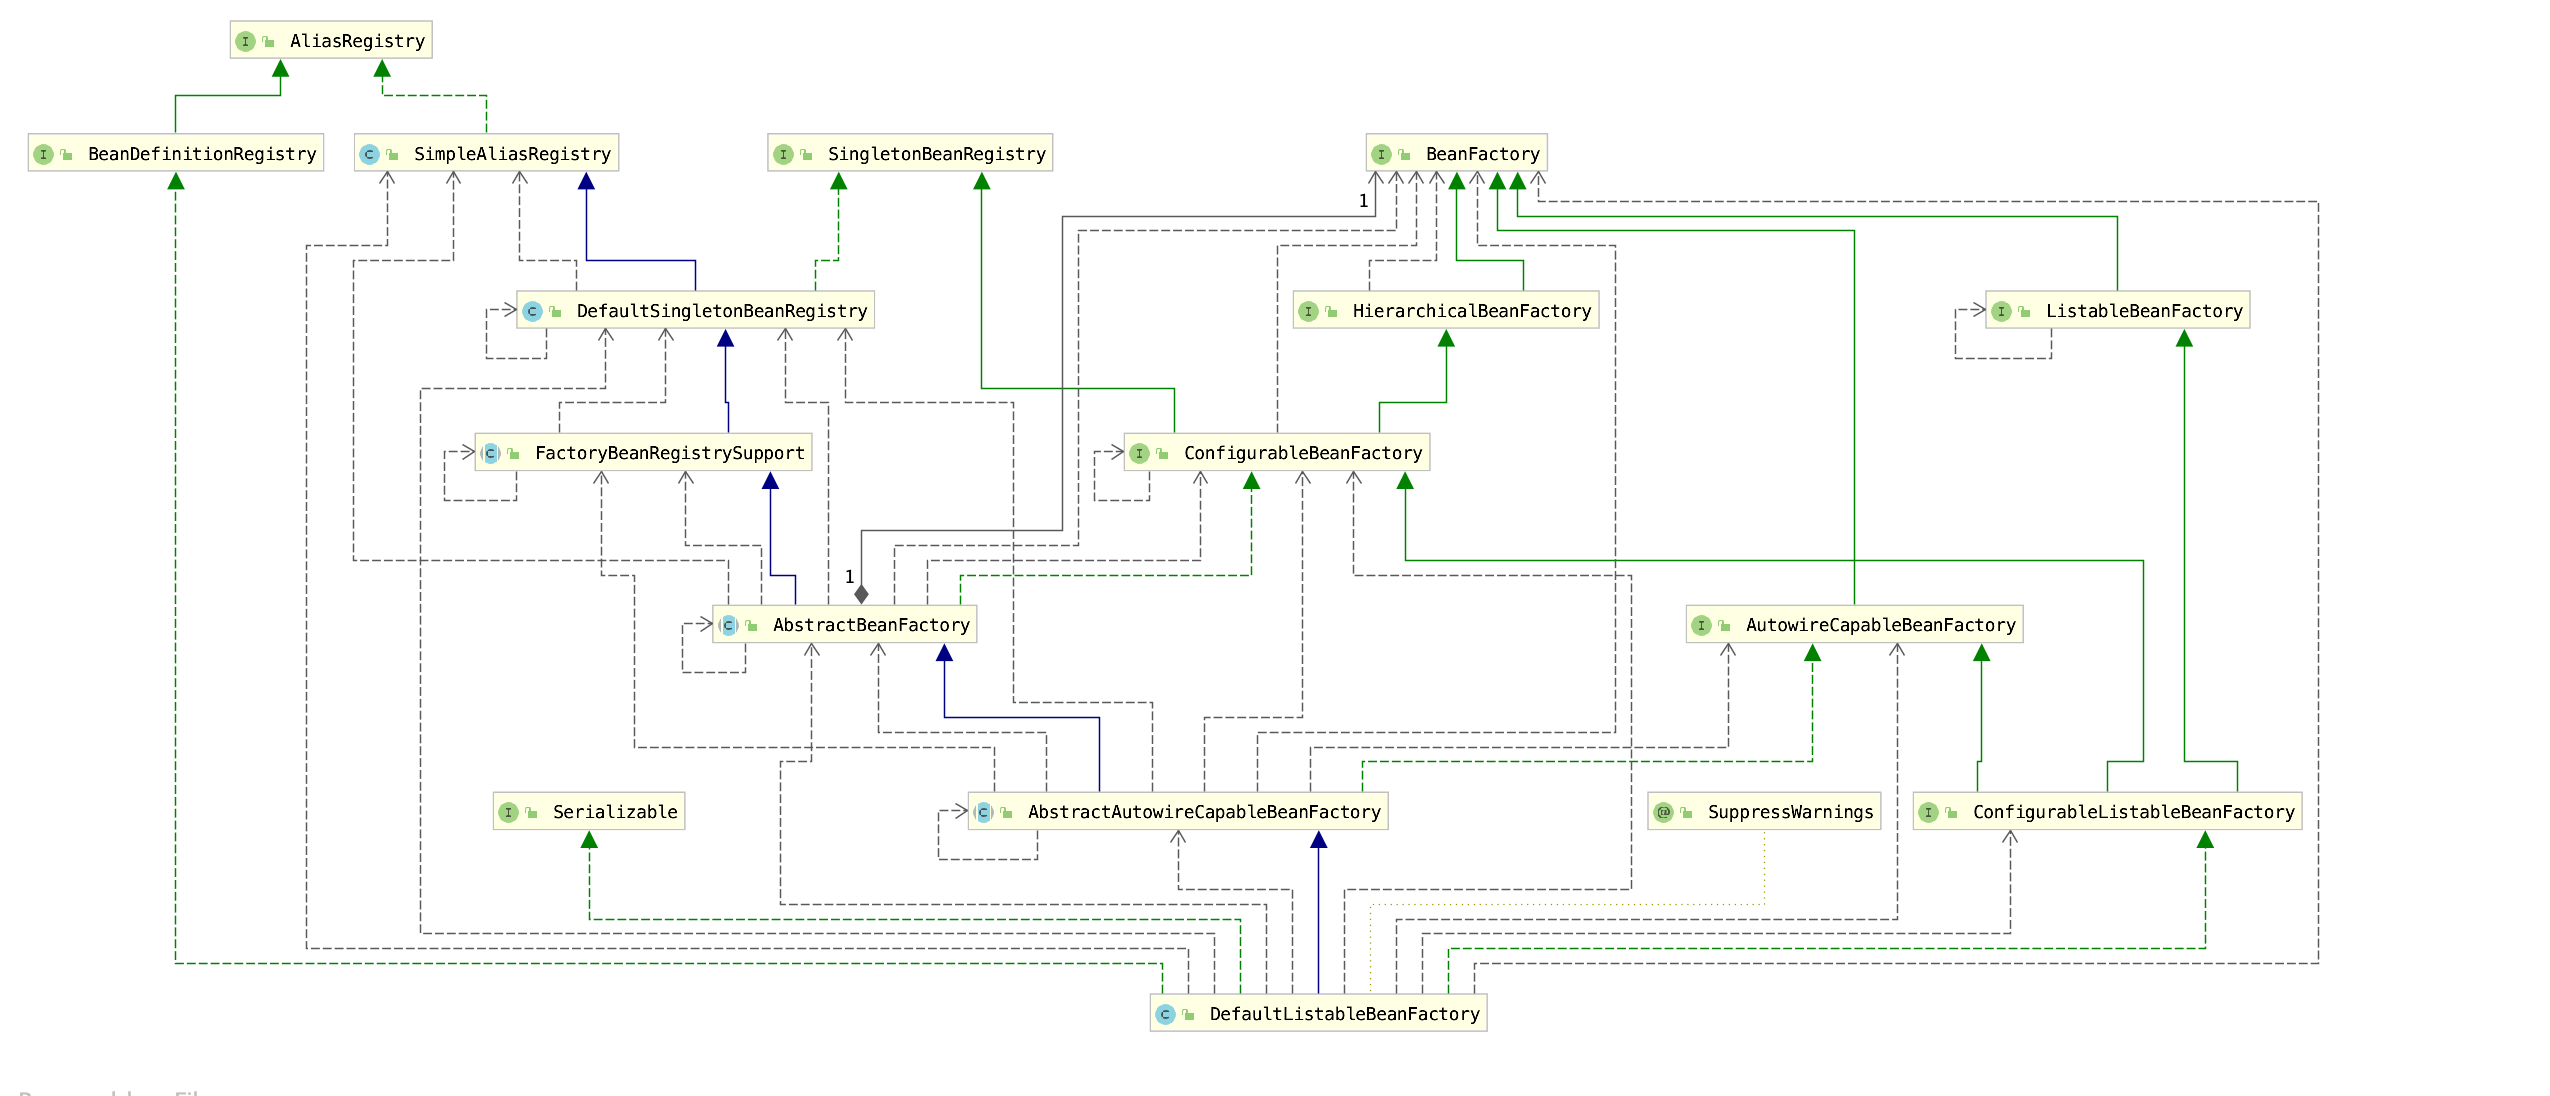 AliasRegistry
BeanDefinitionRegistry
SimpleAliasRegistry
SingletonBeanRegistry
BeanFactory
1
DefaultSingletonBeanRegistry
HierarchicalBeanFactory
ListableBeanFactory
FactoryBeanRegistrySupport
ConfigurableBeanFactory
1
AbstractBeanFactory
AutowireCapableBeanFactory
Serializable
AbstractAutowireCapableBeanFactory
SuppressWarnings
ConfigurableListableBeanFactory
DefaultListableBeanFactory